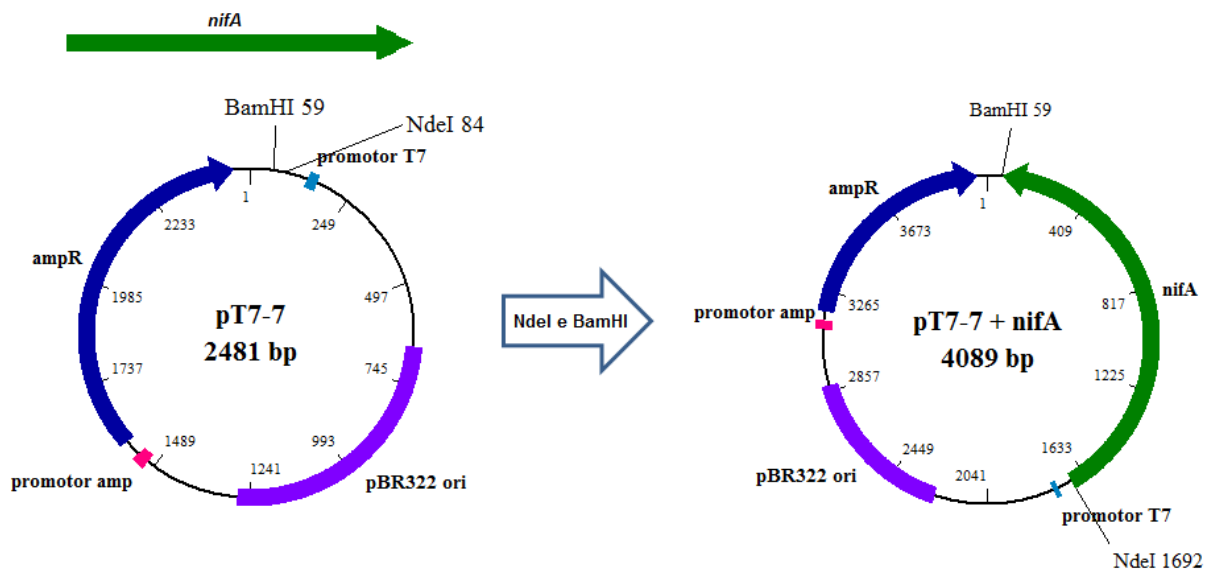 nifA
BamHI 59
NdeI 84
promotor T7
1
249
497
745
993
1241
1489
1737
1985
2233
ampR
pT7-7
2481 bp
promotor amp
pBR322 ori
NdeI e BamHI
BamHI 59
ampR
1
409
817
1225
1633
2041
2449
2857
3265
3673
nifA
promotor amp
pT7-7 + nifA
4089 bp
pBR322 ori
promotor T7
NdeI 1692